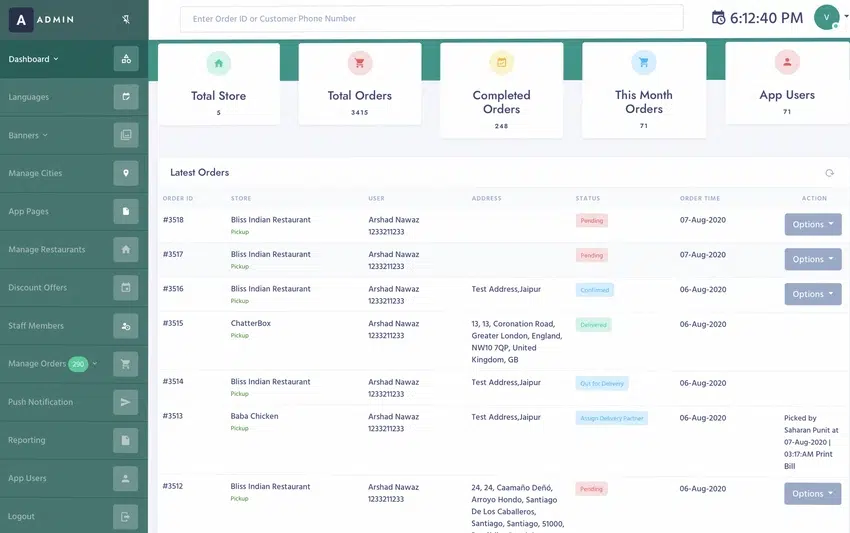 A ADMIN
Enter Order ID or Customer Phone Number
6:12:40 PM
V
Dashboard
Languages
Banners
Manage Cities
App Pages
Manage Restaurants
Discount Offers
Staff Members
Manage Orders 290
Push Notification
Reporting
App Users
Logout
Total Store
5
Total Orders
3415
Completed
Orders
248
This Month
Orders
71
App Users
71
Latest Orders
ORDER ID STORE USER ADDRESS STATUS ORDER TIME ACTION
#3518 Bliss Indian Restaurant Arshad Nawaz Pending 07-Aug-2020 Options
Pickup 1233211233
#3517 Bliss Indian Restaurant Arshad Nawaz Pending 07-Aug-2020 Options
Pickup 1233211233
#3516 Bliss Indian Restaurant Arshad Nawaz Test Address,Jaipur Confirmed 06-Aug-2020 Options
Pickup 1233211233
#3515 ChatterBox Arshad Nawaz 13, 13, Coronation Road, Delivered 06-Aug-2020
Pickup 1233211233 Greater London, England,
NW10 7QP, United
Kingdom, GB
#3514 Bliss Indian Restaurant Arshad Nawaz Test Address,Jaipur Out for Delivery 06-Aug-2020
Pickup 1233211233
#3513 Baba Chicken Arshad Nawaz Test Address,Jaipur Assign Delivery Partner 06-Aug-2020 Picked by
Pickup 1233211233 Saharan Punit at
07-Aug-2020 |
03:17:AM Print
Bill
#3512 Bliss Indian Restaurant Arshad Nawaz 24, 24, Caamaño Deñó, Pending 06-Aug-2020 Options
Pickup 1233211233 Arroyo Hondo, Santiago
De Los Caballeros,
Santiago, Santiago, 51000,